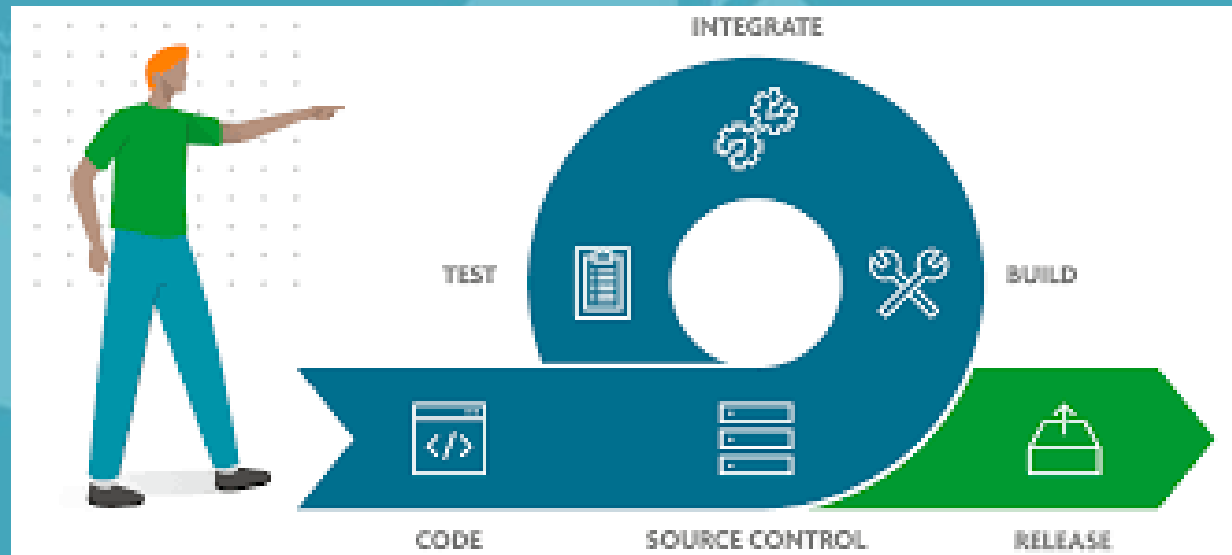 INTEGRATE
TEST
BUILD
</>
CODE
SOURCE CONTROL
RELEASE